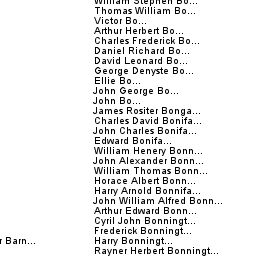 William Stephen Bo...
Thomas William Bo...
Victor Bo...
Arthur Herbert Bo...
Charles Frederick Bo...
Daniel Richard Bo...
David Leonard Bo...
George Denyste Bo...
Ellie Bo...
John George Bo...
John Bo...
James Rositer Bonga...
Charles David Bonifa...
John Charles Bonifa...
Edward Bonifa...
William Henery Bonn...
John Alexander Bonn...
William Thomas Bonn...
Horace Albert Bonn...
Harry Arnold Bonnifa...
John William Alfred Bonn...
Arthur Edward Bonn...
Cyril John Bonningt...
Frederick Bonningt...
r Barn... Harry Bonningt...
Rayner Herbert Bonningt...